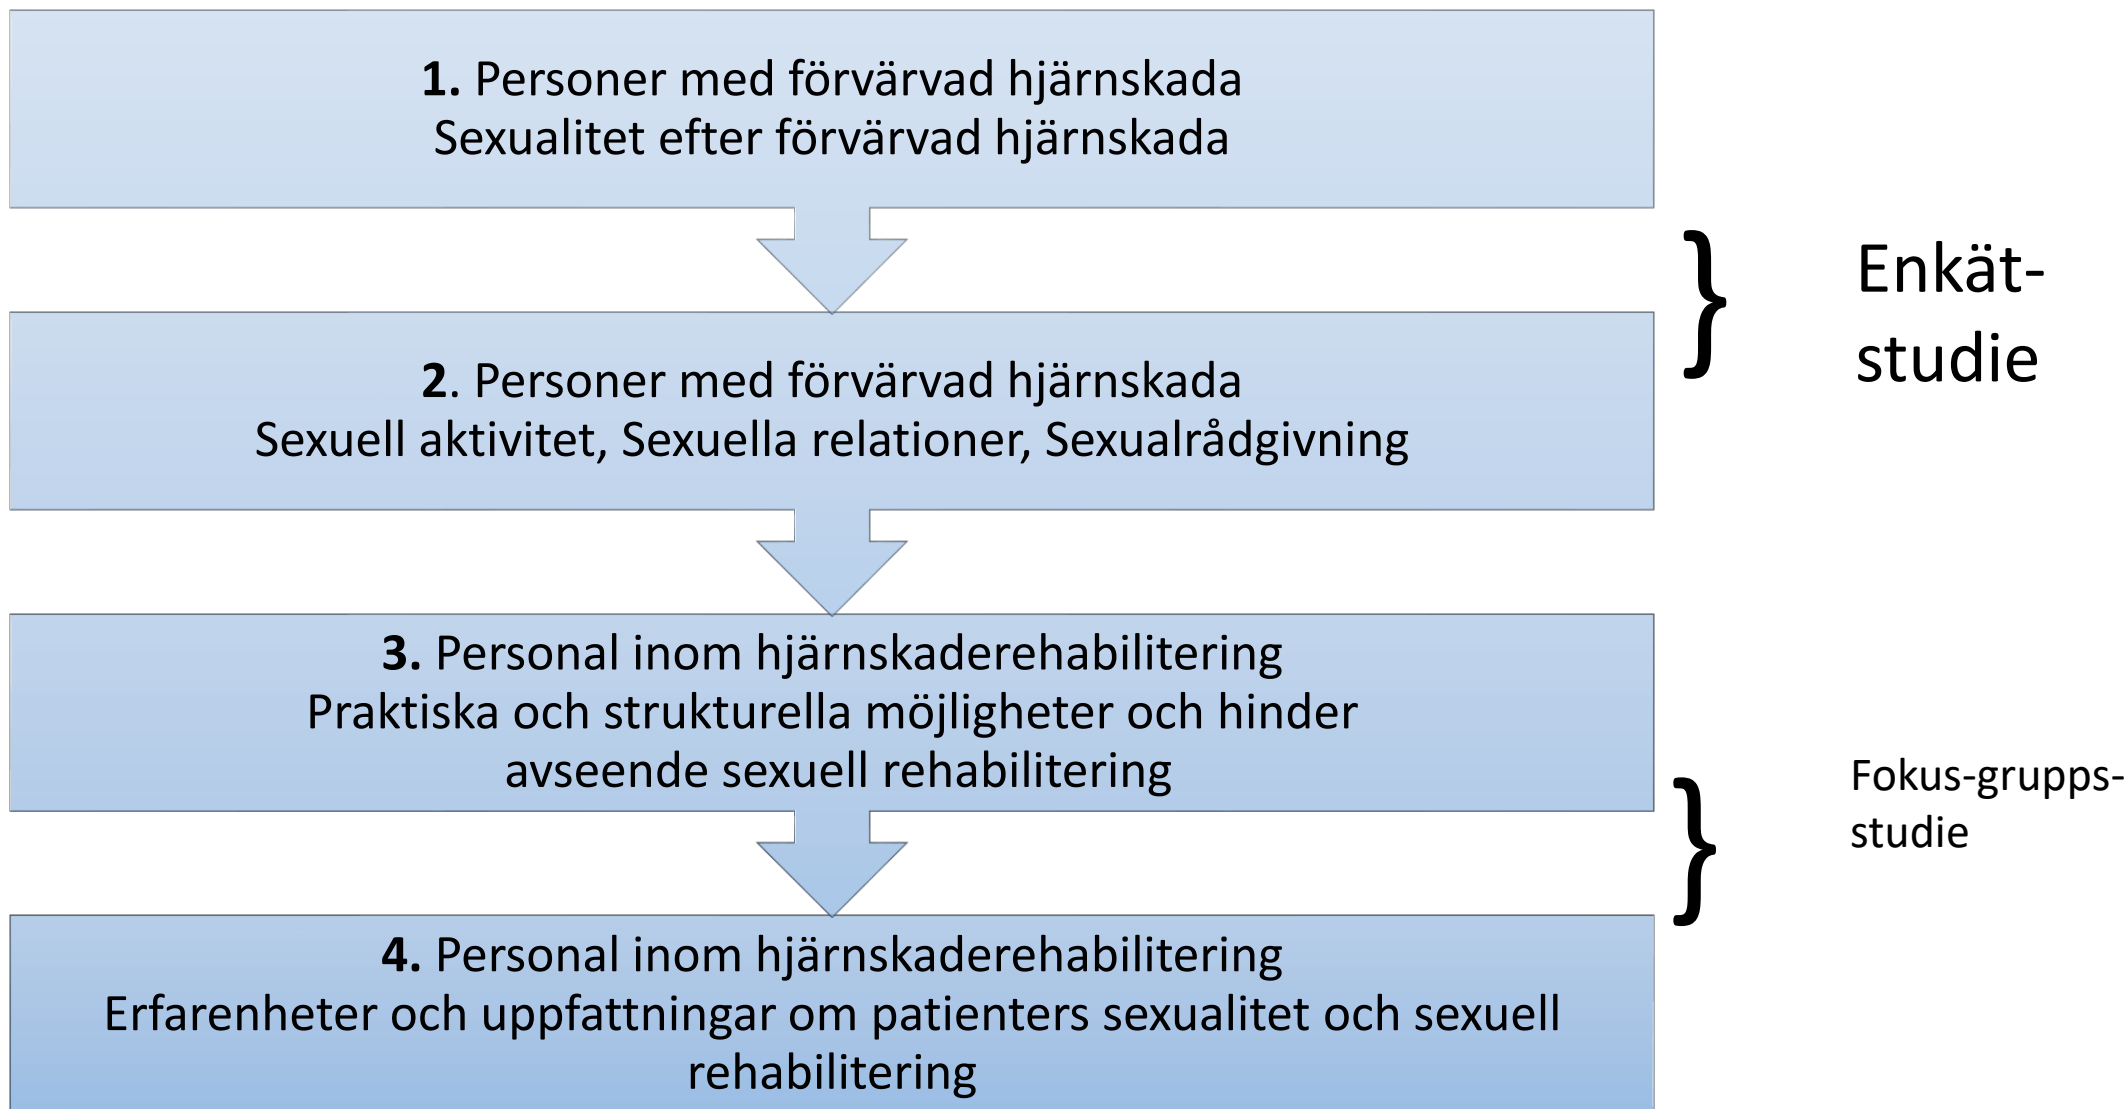 1. Personer med förvärvad hjärnskada
Sexualitet efter förvärvad hjärnskada
}
Enkät-
studie
2. Personer med förvärvad hjärnskada
Sexuell aktivitet, Sexuella relationer, Sexualrådgivning
3. Personal inom hjärnskaderehabilitering
Praktiska och strukturella möjligheter och hinder
avseende sexuell rehabilitering
}
Fokus-grupps-
studie
4. Personal inom hjärnskaderehabilitering
Erfarenheter och uppfattningar om patienters sexualitet och sexuell
rehabilitering